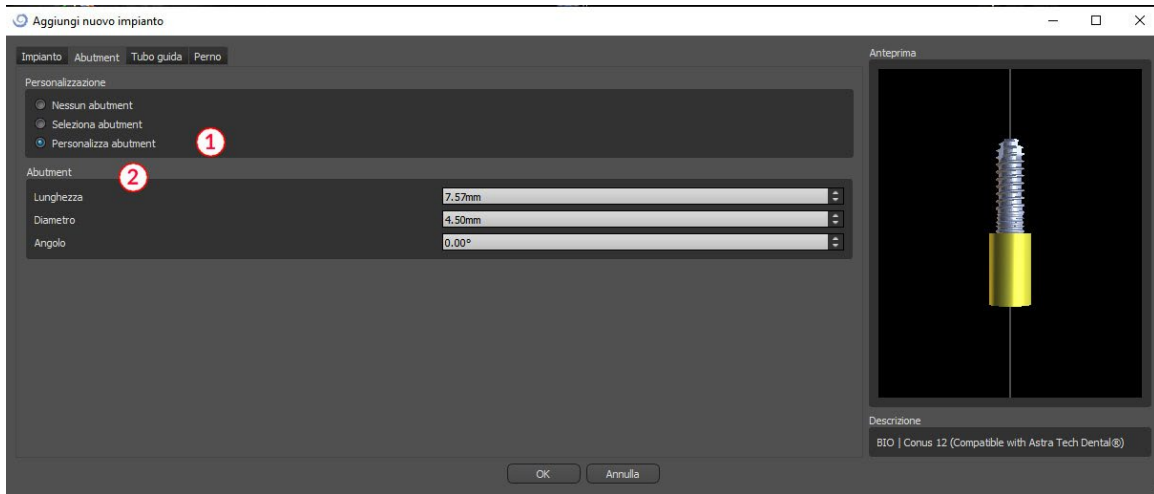 Aggiungi nuovo impianto
Impianto Abutment Tubo guida Perno
Personalizzazione
Nessun abutment
Seleziona abutment
Personalizza abutment
1
Abutment
2
Lunghezza 7.57mm
Diametro 4.50mm
Angolo 0.00°
Anteprima
Descrizione
BIO | Conus 12 (Compatible with Astra Tech Dental®)
OK Annulla